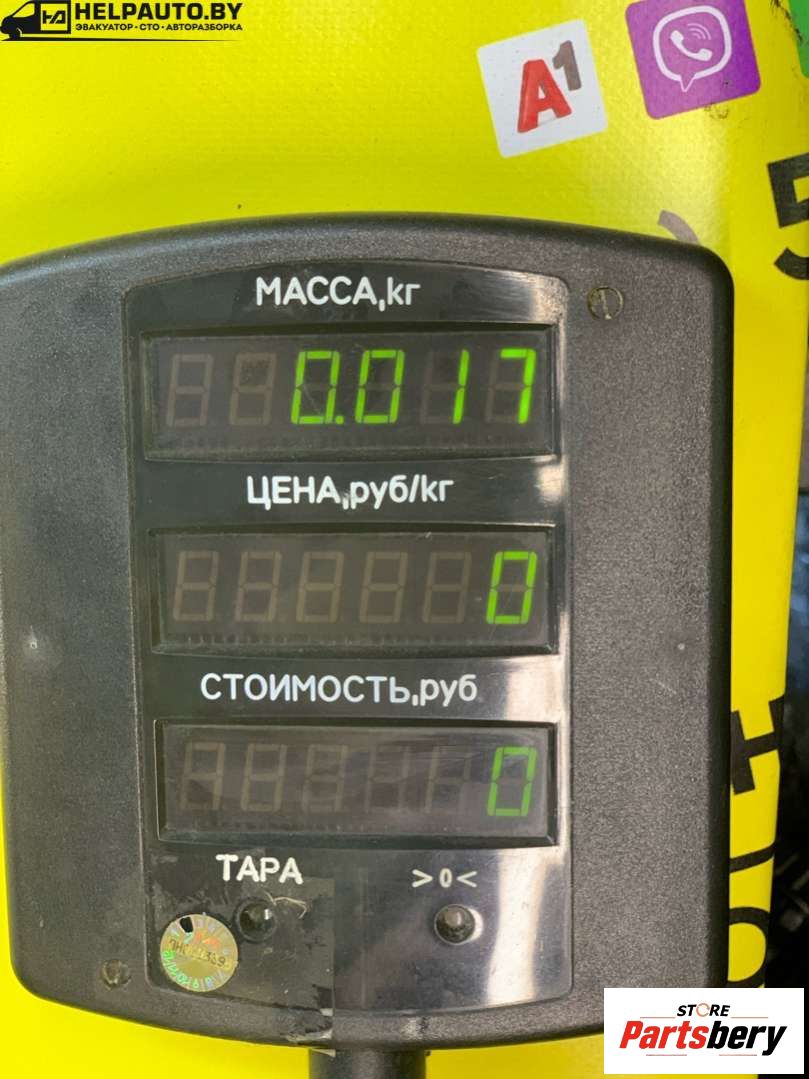 HELPAUTO.BY
ЭВАКУАТОР•СТО•АВТОРАЗБОРКА
A1
5
МАССА,кг
0.017
ЦЕНА,руб/кг
0
СТОИМОСТЬ,руб
0
Н
ТАРА
>0<
STORE
Partsbery